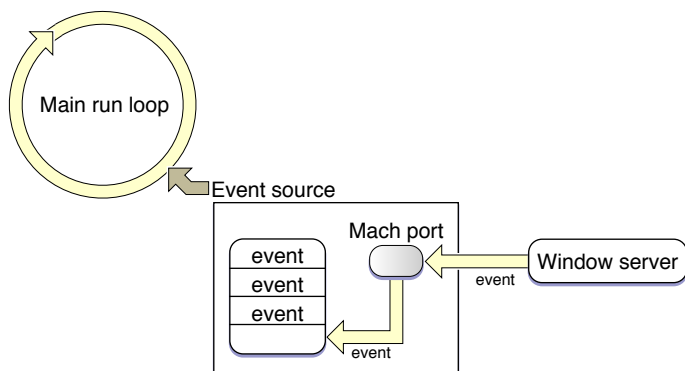 Main run loop
Event source
Mach port
event
event
event
Window server
event
event